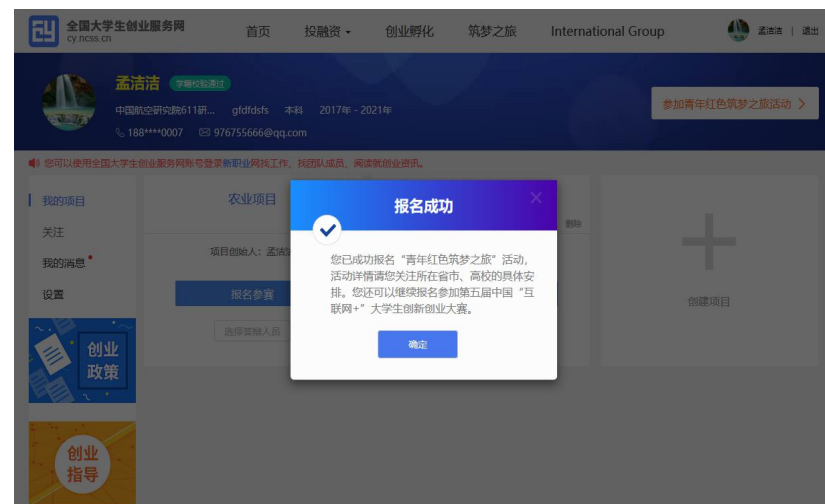 全国大学生创业服务网
cy.ncss.cn
首页 投融资 创业孵化 筑梦之旅 International Group 孟洁洁 | 退出
孟洁洁 学籍校验通过
中国航空研究院611研... gfdfdsfs 本科 2017年 - 2021年
188****0007 976755666@qq.com
参加青年红色筑梦之旅活动
您可以使用全国大学生创业服务网账号登录新职业网找工作、找团队成员、阅读就创业资讯。
我的项目
关注
我的消息
设置
创业
政策
创业
指导
农业项目
删除
项目创始人：孟洁洁
报名参赛
选择贫困人员
创建项目
报名成功
您已成功报名“青年红色筑梦之旅”活动，
活动详情请您关注所在省市、高校的具体安
排。您还可以继续报名参加第五届中国“互
联网+”大学生创新创业大赛。
确定